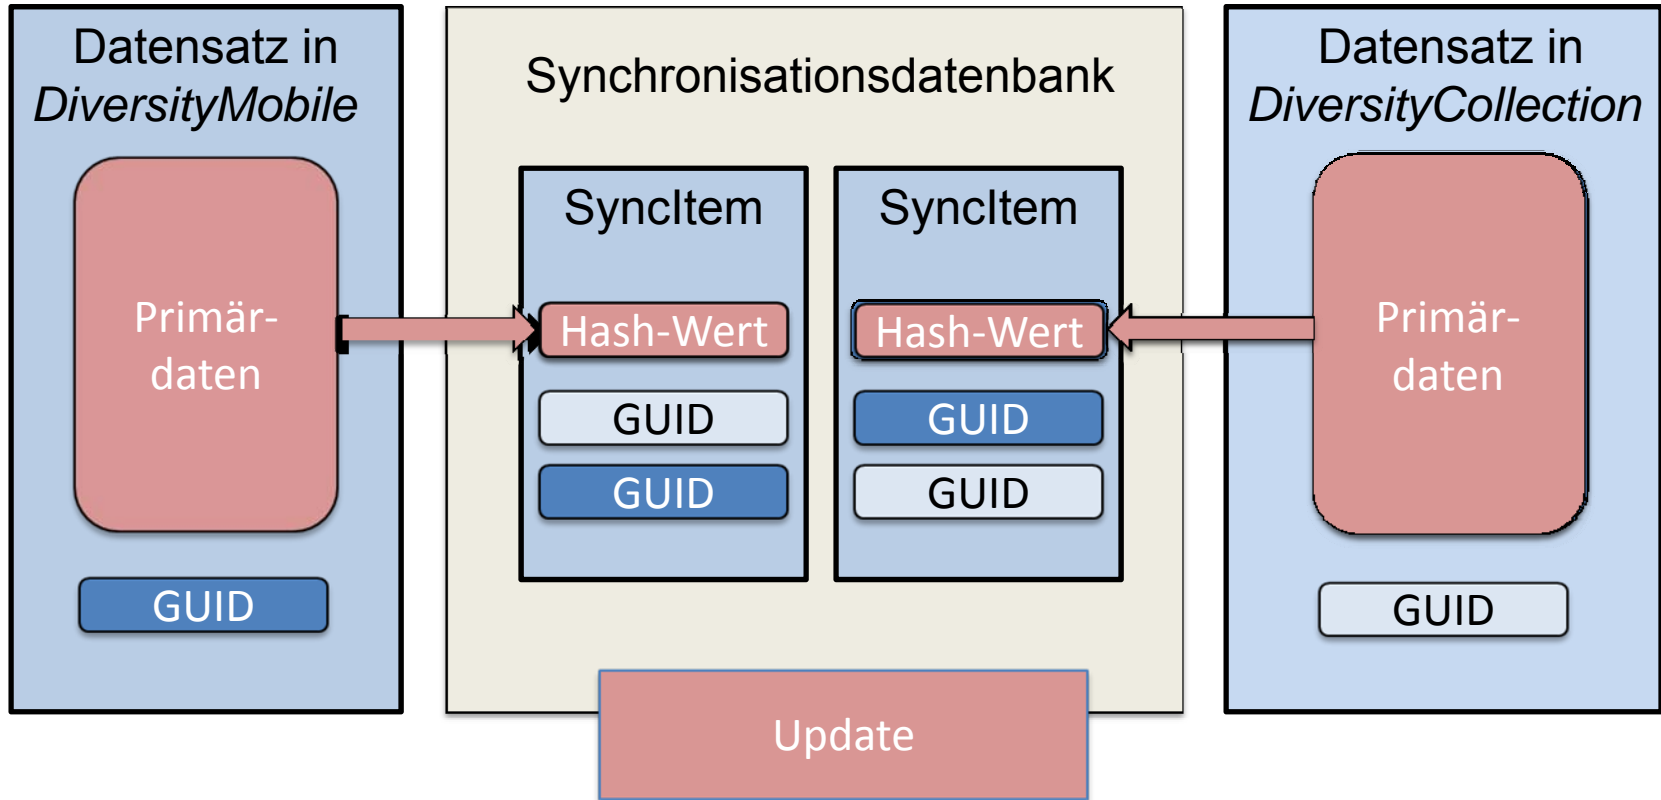 Datensatz in
DiversityMobile
Primär-
daten
GUID
Synchronisationsdatenbank
SyncItem
Hash-Wert
GUID
GUID
SyncItem
Hash-Wert
GUID
GUID
Update
Datensatz in
DiversityCollection
Primär-
daten
GUID